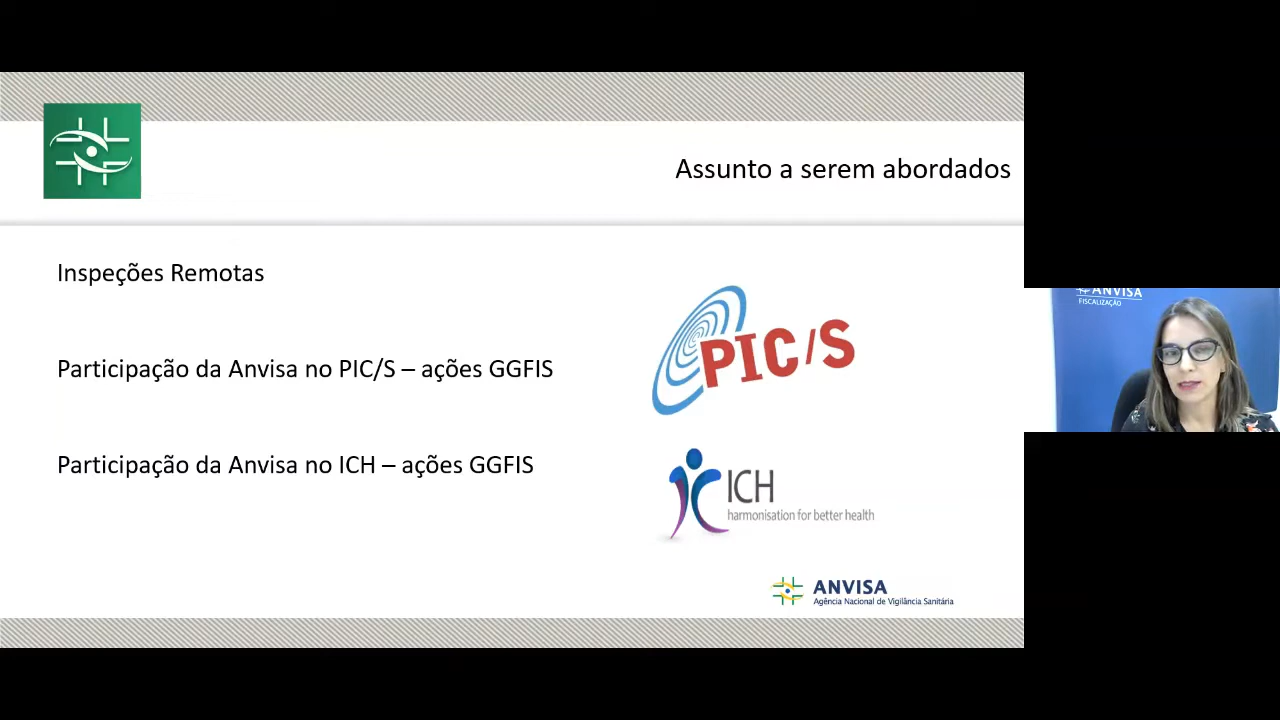 Assunto a serem abordados
Inspeções Remotas
PIC/S
Participação da Anvisa no PIC/S – ações GGFIS
Participação da Anvisa no ICH – ações GGFIS
ICH
harmonisation for better health
ANVISA
Agência Nacional de Vigilância Sanitária
ANVISA
FISCALIZAÇÃO